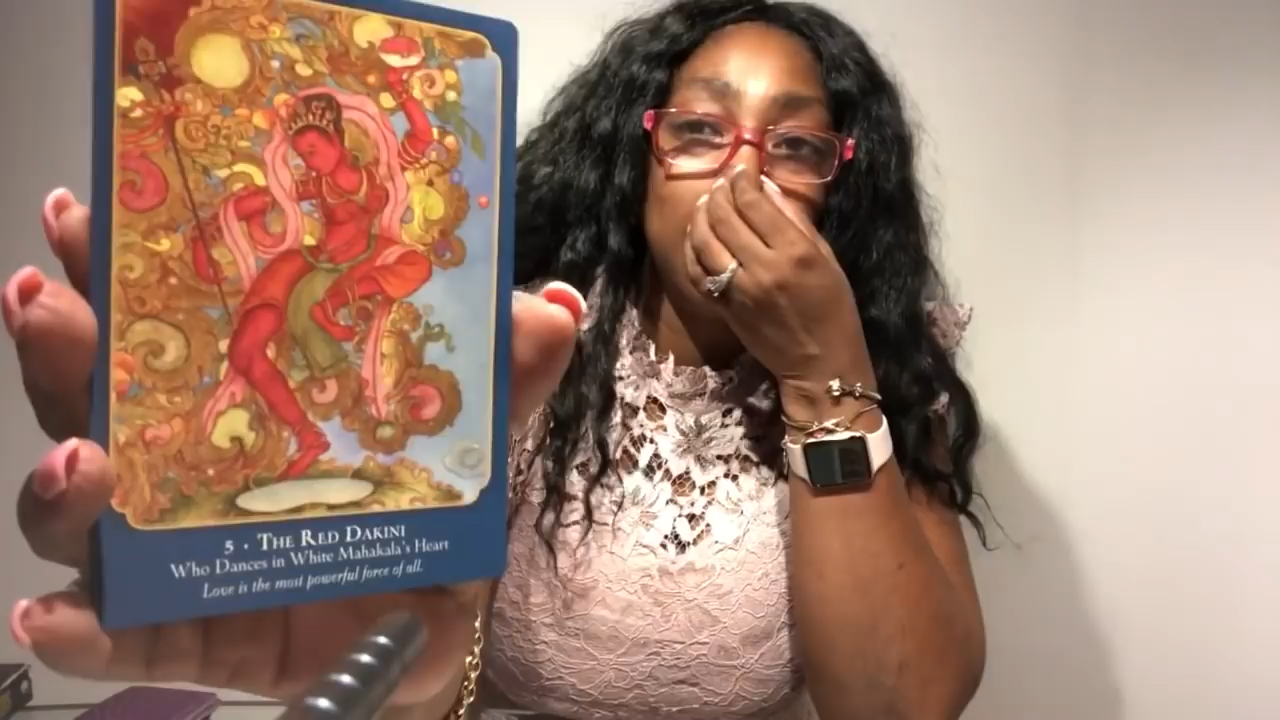 5 · THE RED DAKINI
WHO DANCES IN WHITE MAHAKALA'S HEART
Love is the most powerful force of all.